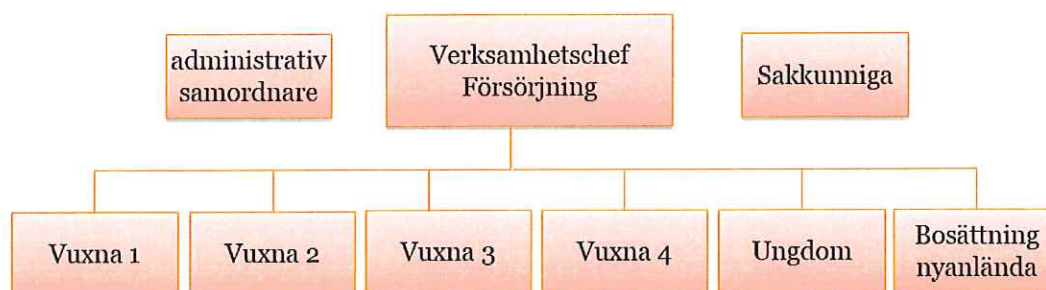 administrativ
samordnare
Verksamhetschef
Försörjning
Sakkunniga
Vuxna 1
Vuxna 2
Vuxna 3
Vuxna 4
Ungdom
Bosättning
nyanlända